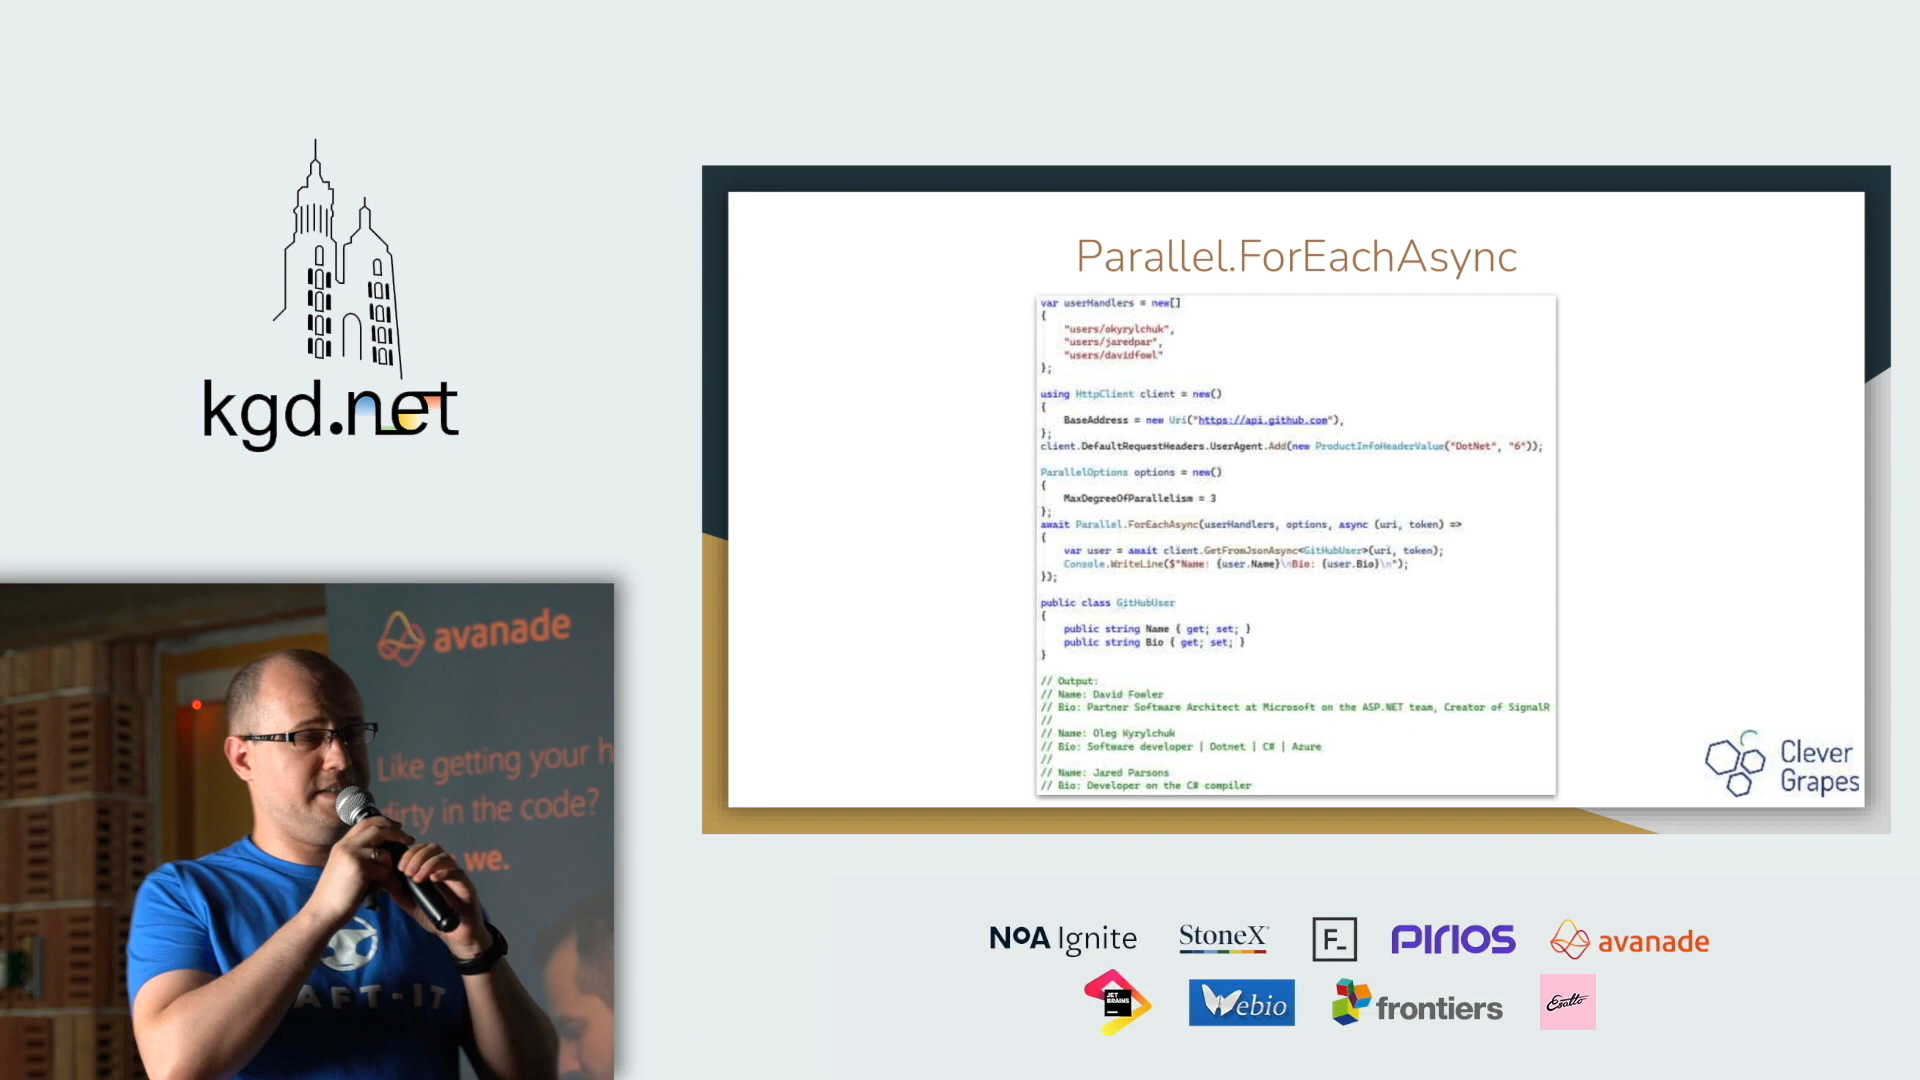 kgd.net
Parallel.ForEachAsync
var userHandlers = new[]
{
"users/okyrylchuk",
"users/jaredpar",
"users/davidfowl"
};
using HttpClient client = new()
{
BaseAddress = new Uri("https://api.github.com"),
};
client.DefaultRequestHeaders.UserAgent.Add(new ProductInfoHeaderValue("DotNet", "6"));
ParallelOptions options = new()
{
MaxDegreeOfParallelism = 3
};
await Parallel.ForEachAsync(userHandlers, options, async (uri, token) =>
{
var user = await client.GetFromJsonAsync<GitHubUser>(uri, token);
Console.WriteLine($"Name: {user.Name}\nBio: {user.Bio}\n");
});
public class GitHubUser
{
public string Name { get; set; }
public string Bio { get; set; }
}
// Output:
// Name: David Fowler
// Bio: Partner Software Architect at Microsoft on the ASP.NET team, Creator of SignalR
//
// Name: Oleg Kyrylchuk
// Bio: Software developer | Dotnet | C# | Azure
//
// Name: Jared Parsons
// Bio: Developer on the C# compiler
Clever
Grapes
avanade
Like getting your h
dirty in the code?
we.
AFT-IT
NOA Ignite
StoneX
F_
PIRIOS
avanade
JET
BRAINS
Webio
frontiers
Esatto